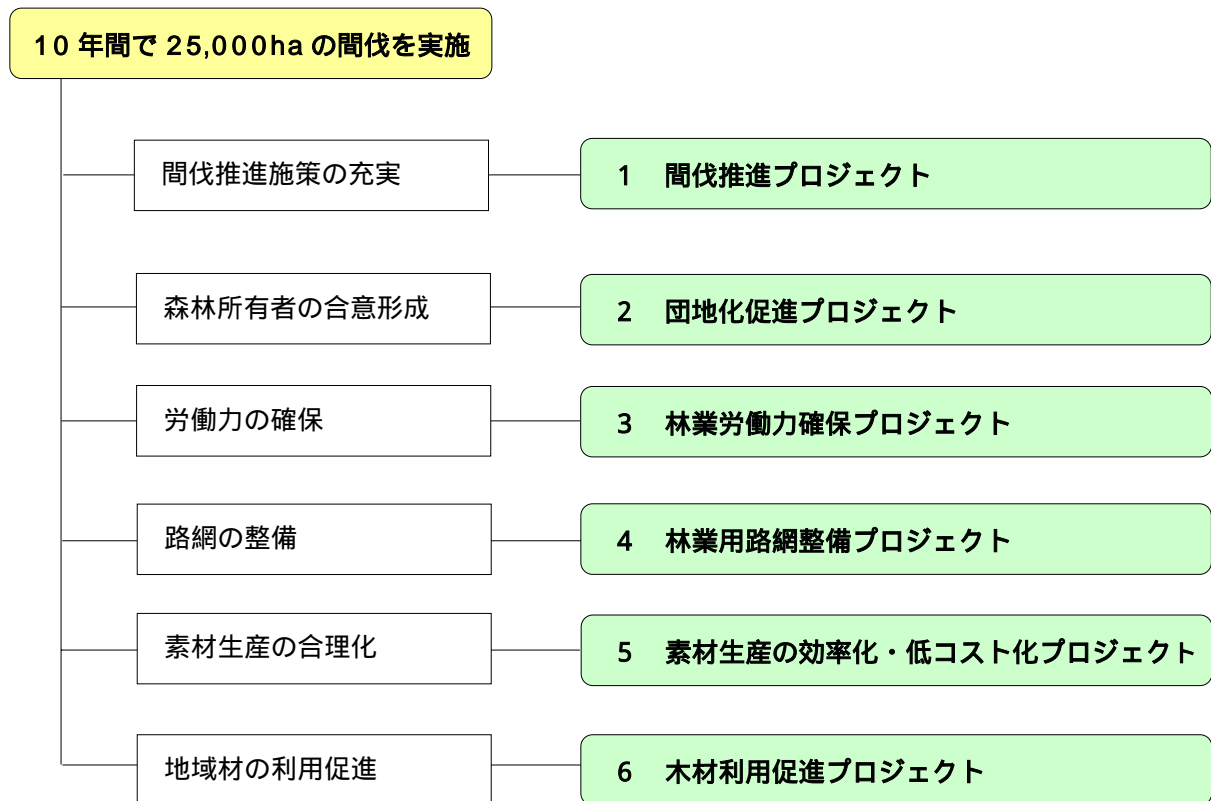 10年間で25,000haの間伐を実施
間伐推進施策の充実
1 間伐推進プロジェクト
森林所有者の合意形成
2 団地化促進プロジェクト
労働力の確保
3 林業労働力確保プロジェクト
路網の整備
4 林業用路網整備プロジェクト
素材生産の合理化
5 素材生産の効率化・低コスト化プロジェクト
地域材の利用促進
6 木材利用促進プロジェクト